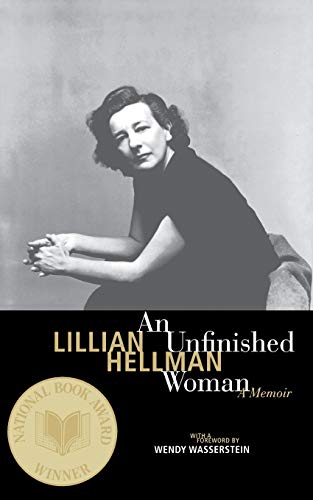 An
LILLIAN Unfinished
HELLMAN
Woman
A Memoir
WITH A
FOREWORD BY
WENDY WASSERSTEIN
NATIONAL BOOK AWARD
WINNER